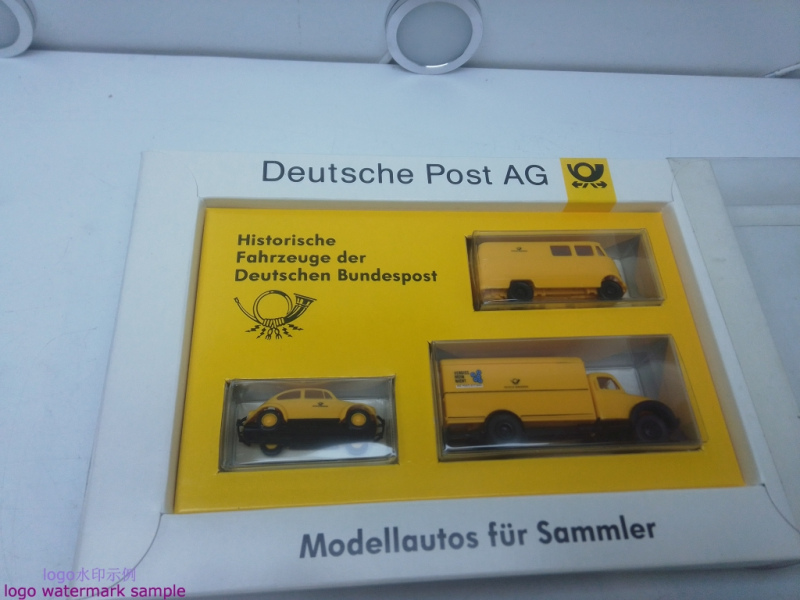 Deutsche Post AG
Historische
Fahrzeuge der
Deutschen Bundespost
Modellautos für Sammler
logo水印示例
logo watermark sample